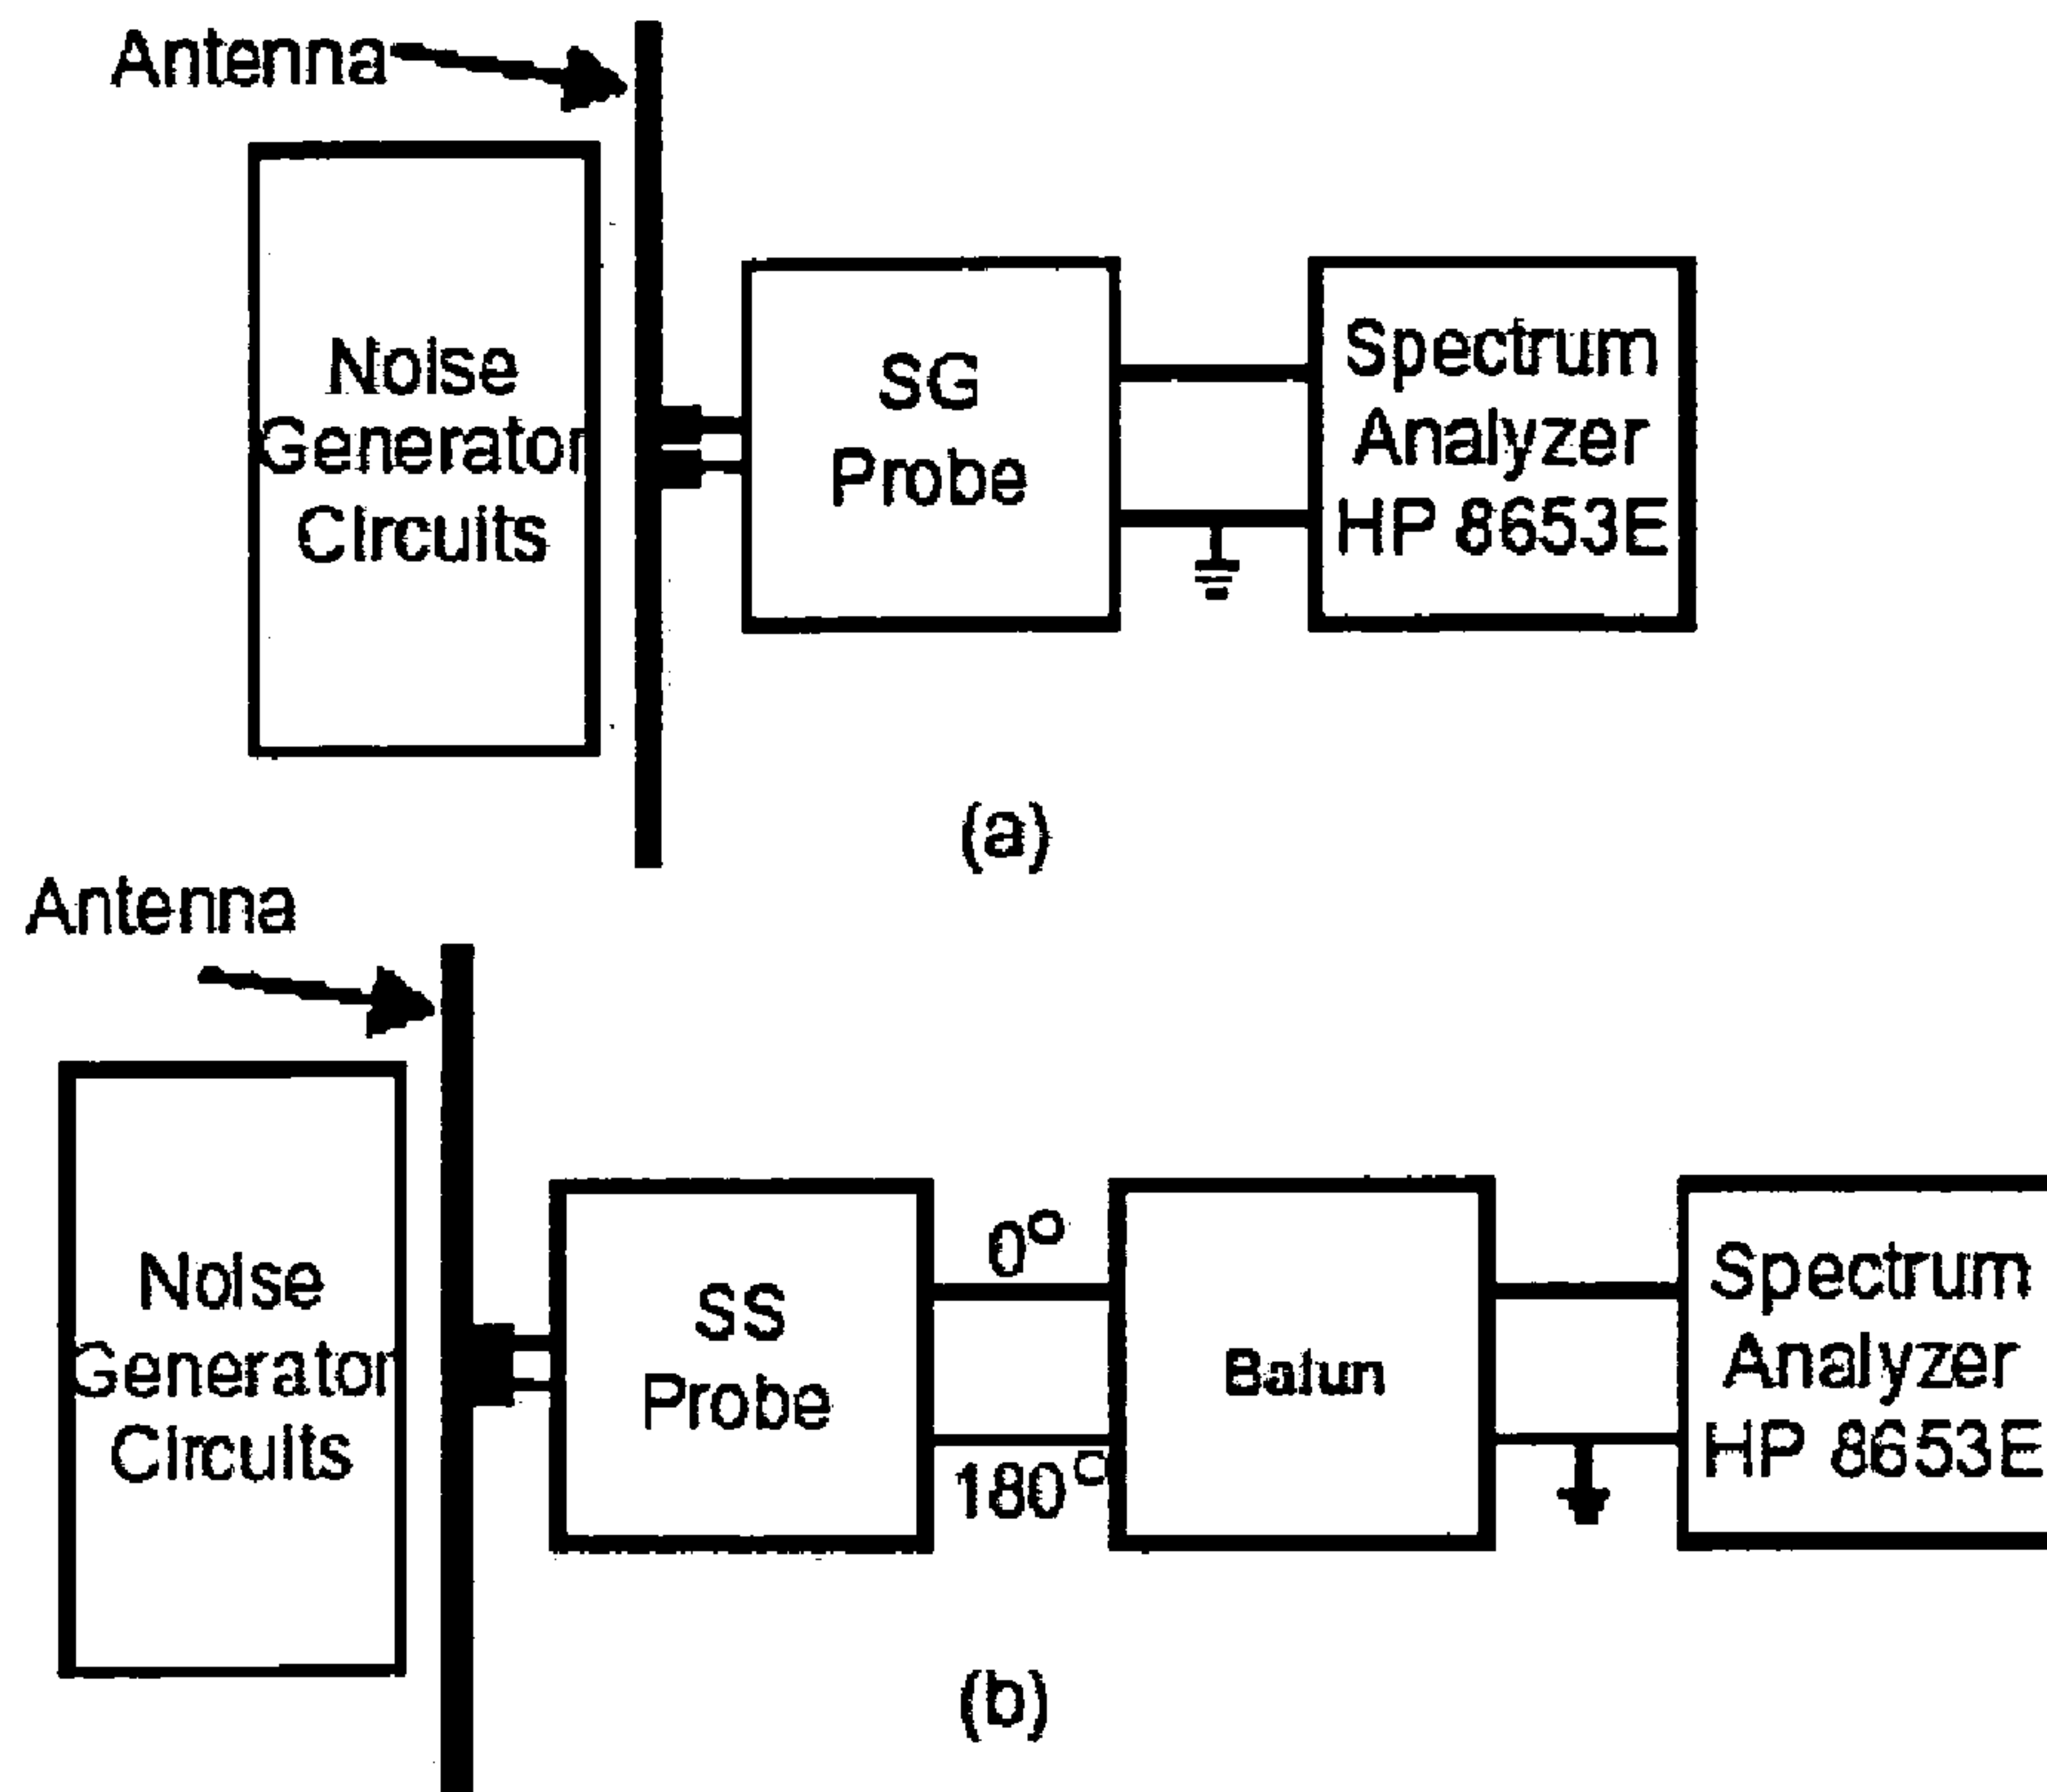 Antenna
Noise
Generator
Circuits
SG
Probe
Spectrum
Analyzer
HP 8653E
(a)
Antenna
Noise
Generator
Circuits
SS
Probe
0°
180°
Balun
Spectrum
Analyzer
HP 8653E
(b)